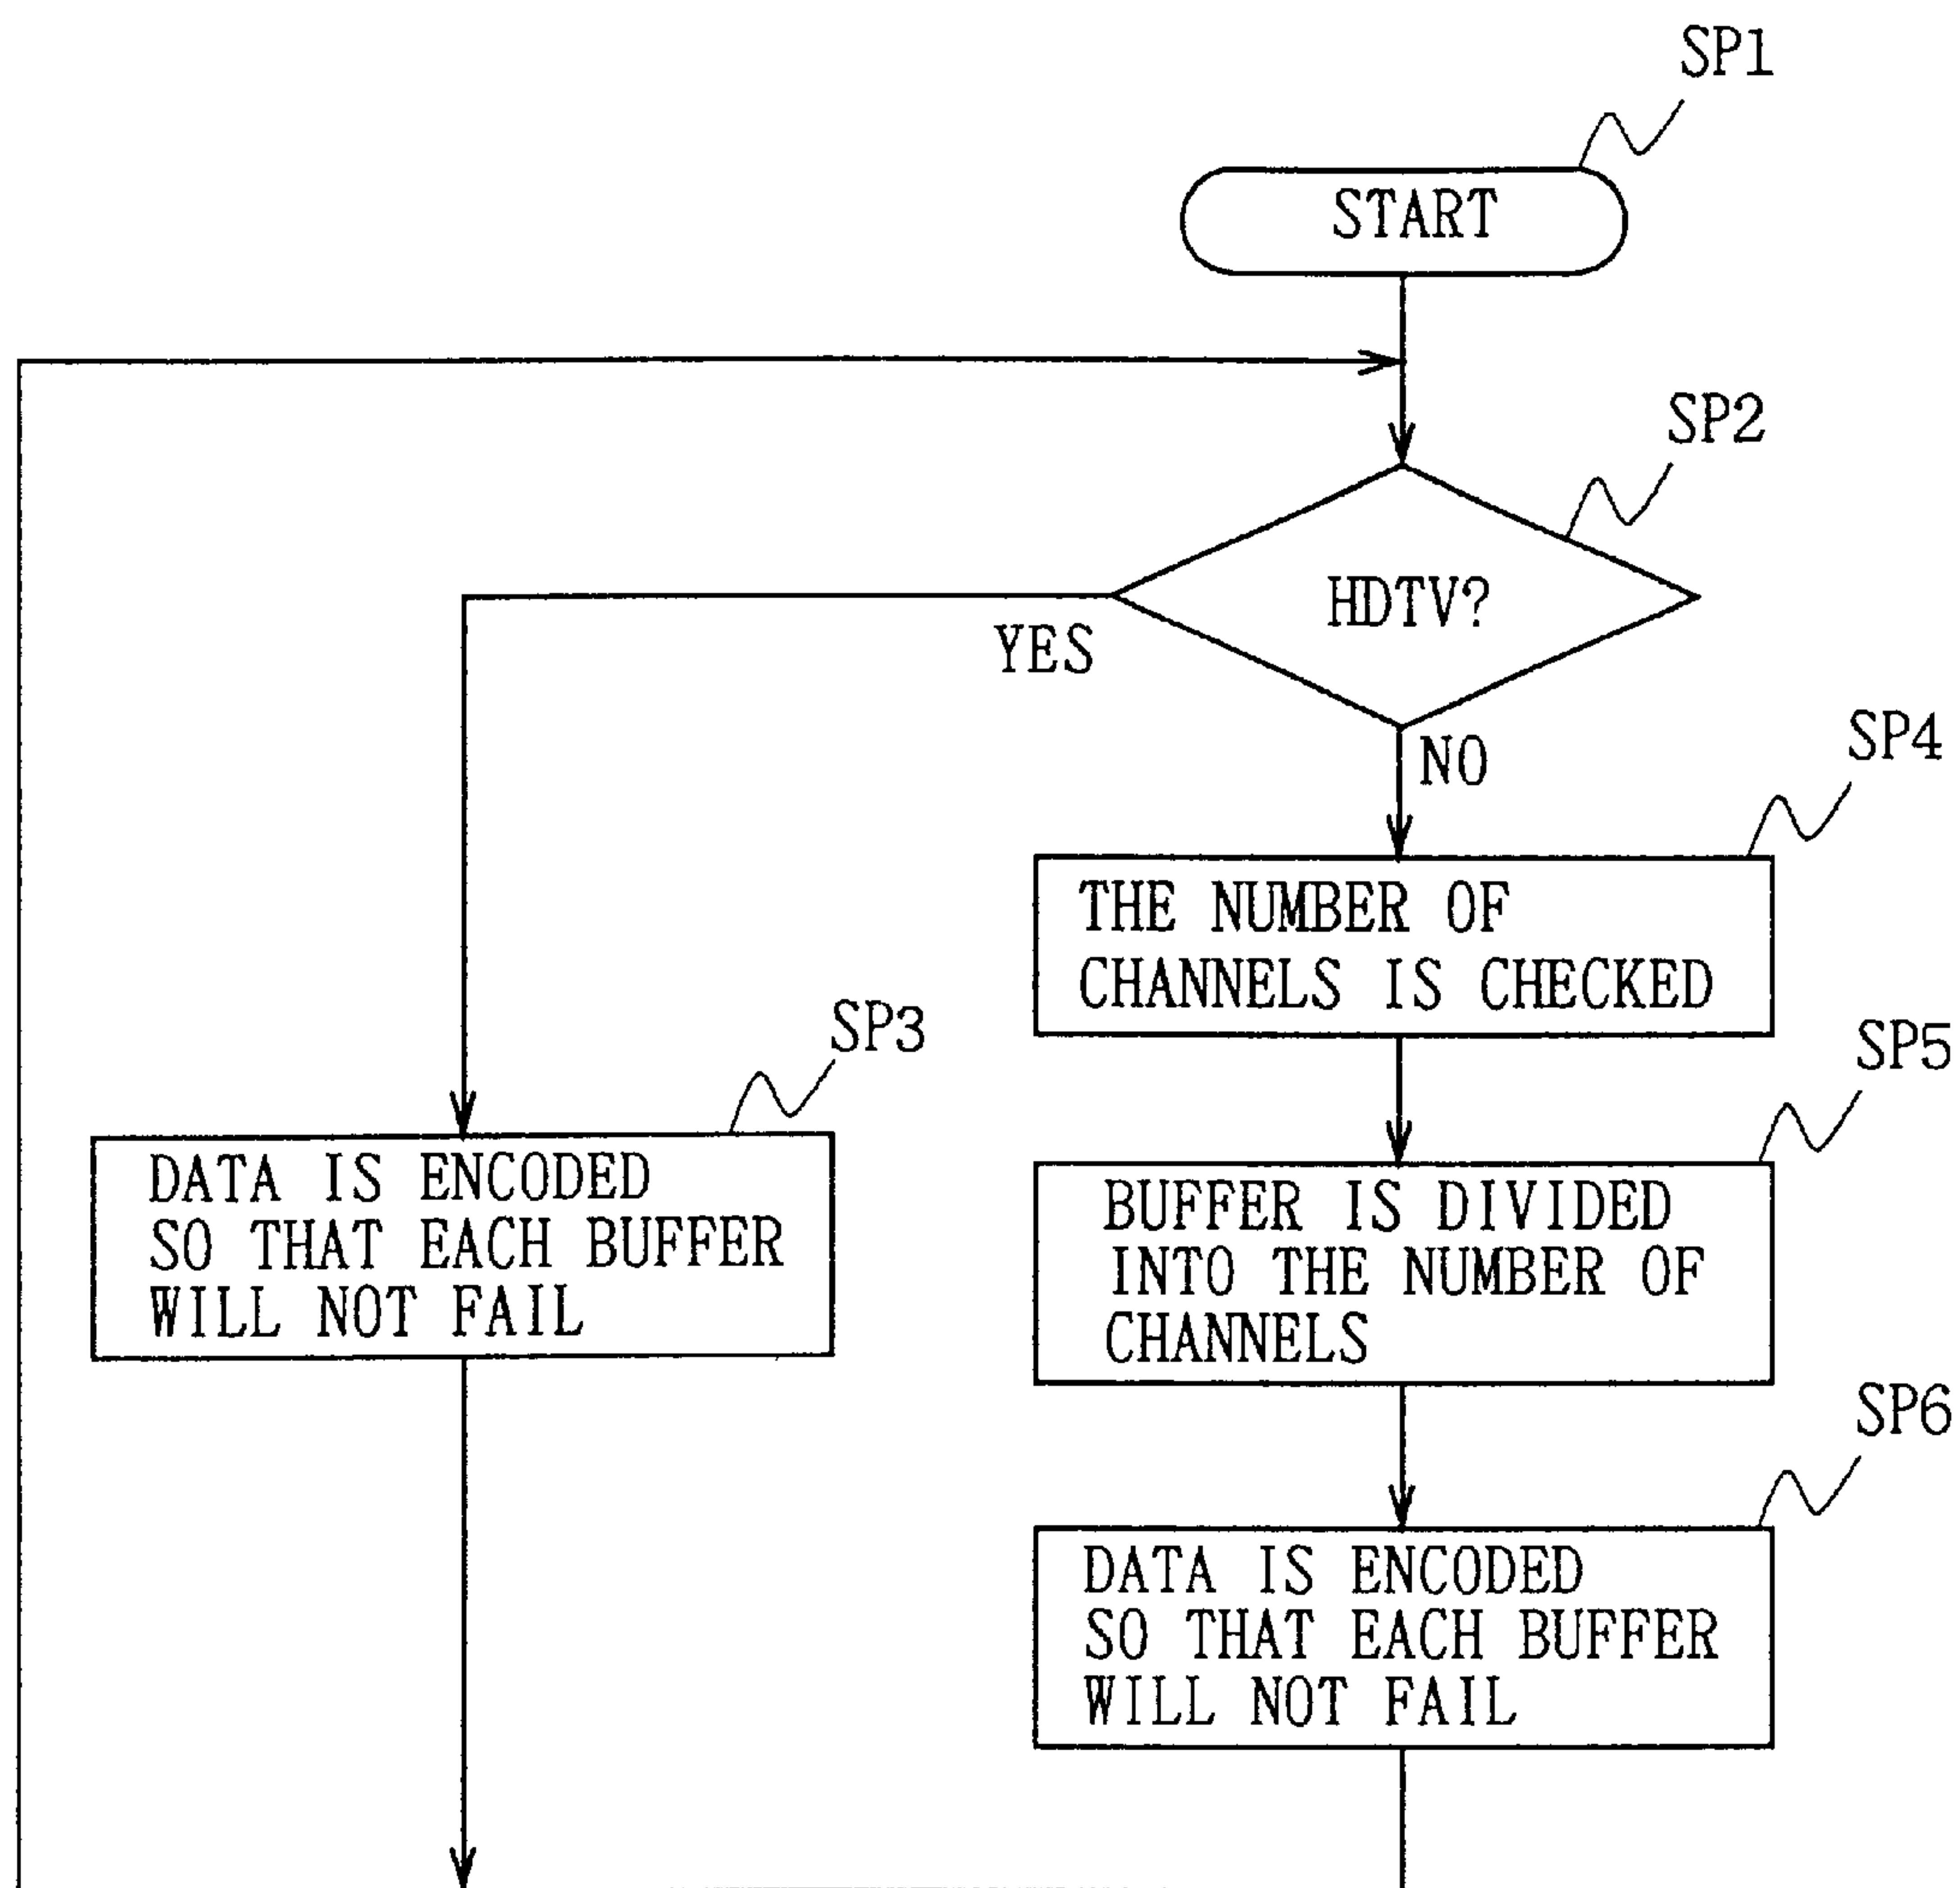 SP1
START
SP2
HDTV?
YES
NO
SP4
THE NUMBER OF
CHANNELS IS CHECKED
SP3
DATA IS ENCODED
SO THAT EACH BUFFER
WILL NOT FAIL
SP5
BUFFER IS DIVIDED
INTO THE NUMBER OF
CHANNELS
SP6
DATA IS ENCODED
SO THAT EACH BUFFER
WILL NOT FAIL